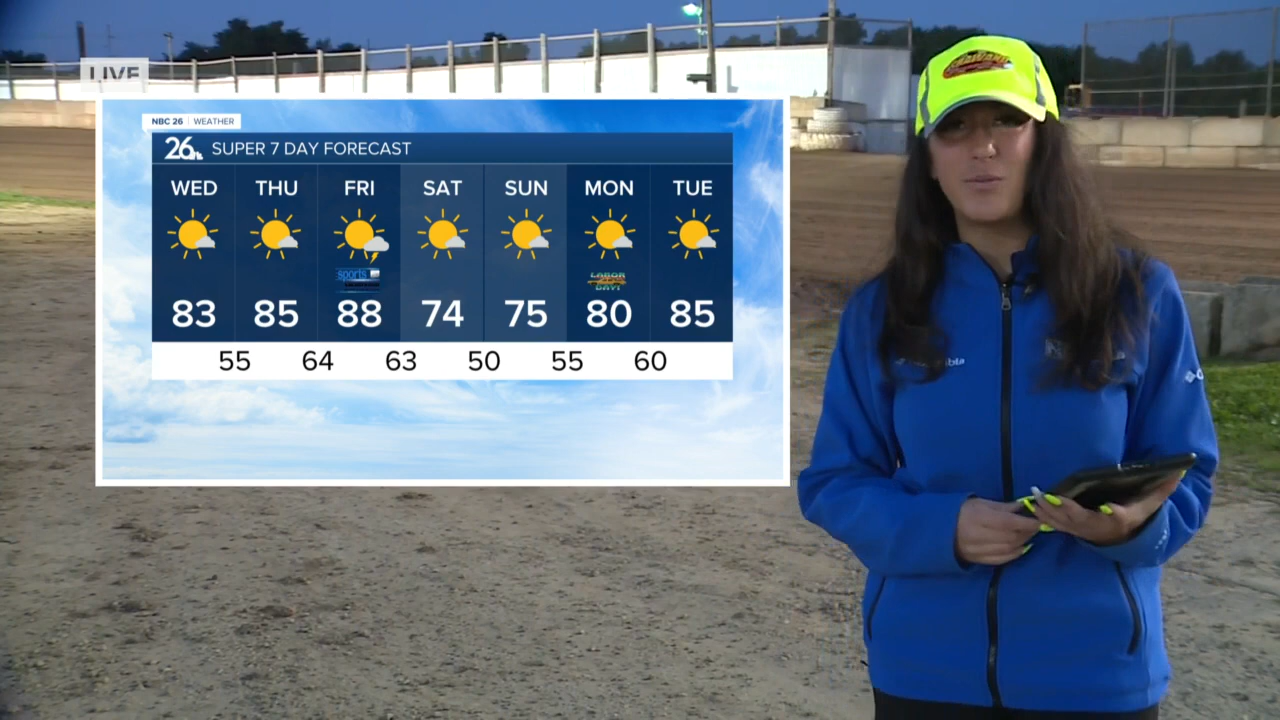 LIVE
NBC 26 | WEATHER
26 SUPER 7 DAY FORECAST
WED THU FRI SAT SUN MON TUE
sports
LABOR
DAY!
83 85 88 74 75 80 85
55 64 63 50 55 60